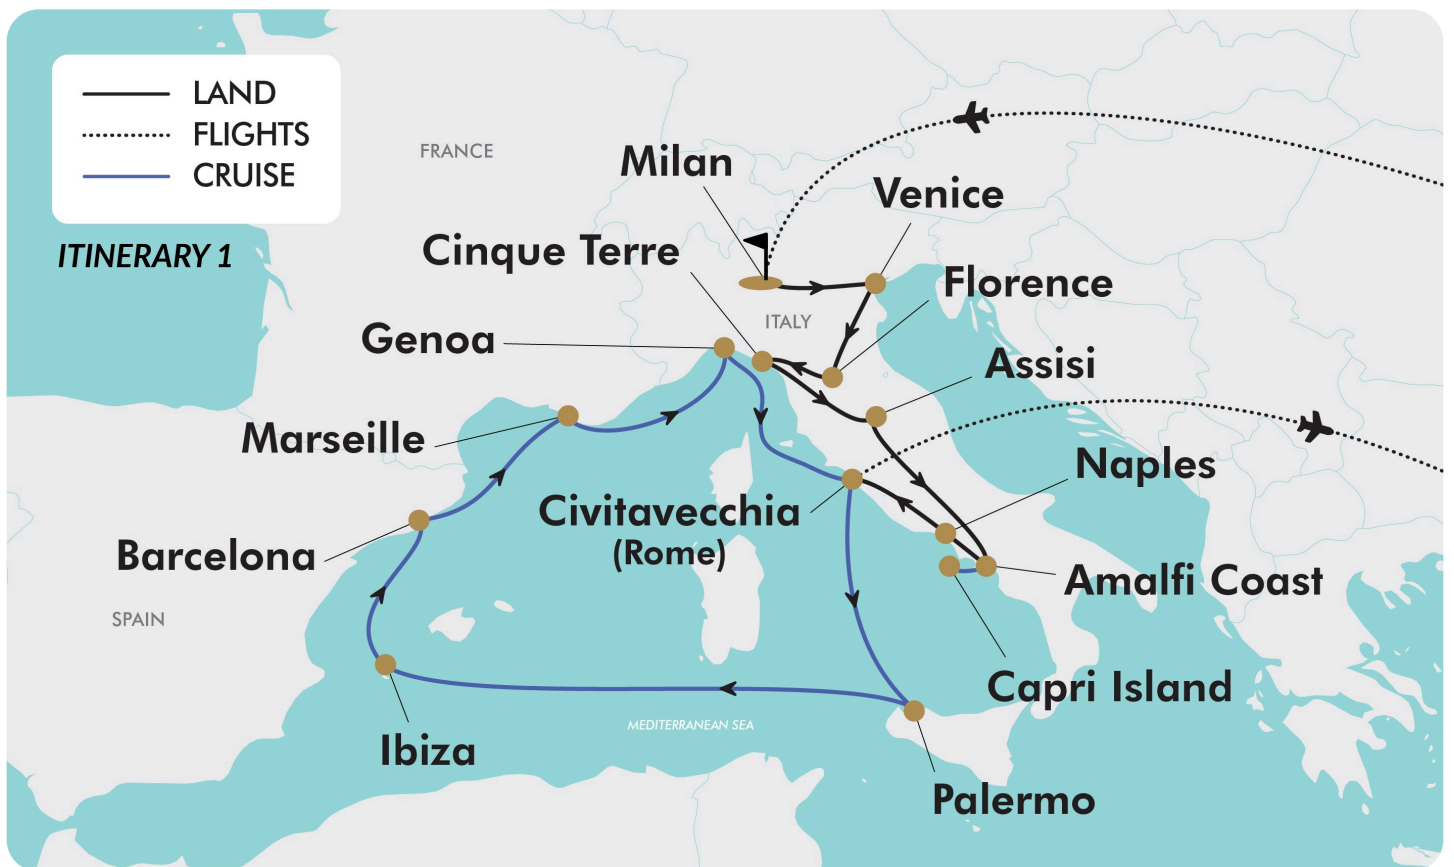 LAND
FLIGHTS
CRUISE
ITINERARY 1
FRANCE
Milan
Venice
Cinque Terre
Florence
ITALY
Genoa
Assisi
Marseille
Naples
Civitavecchia
(Rome)
Barcelona
Amalfi Coast
SPAIN
Capri Island
MEDITERRANEAN SEA
Ibiza
Palermo